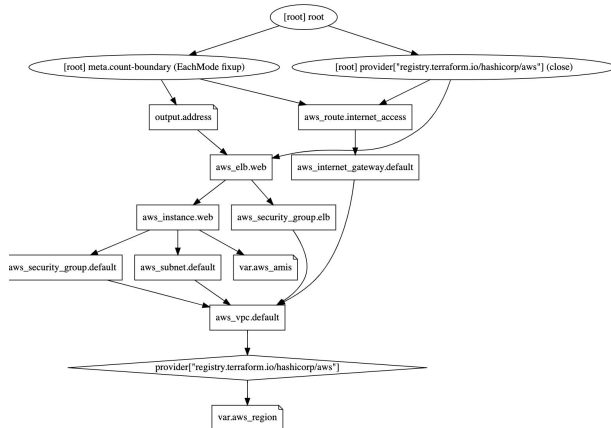 [root] root
[root] meta.count-boundary (EachMode fixup)
[root] provider["registry.terraform.io/hashicorp/aws"] (close)
output.address
aws_route.internet_access
aws_elb.web
aws_internet_gateway.default
aws_instance.web
aws_security_group.elb
aws_security_group.default
aws_subnet.default
var.aws_amis
aws_vpc.default
provider["registry.terraform.io/hashicorp/aws"]
var.aws_region